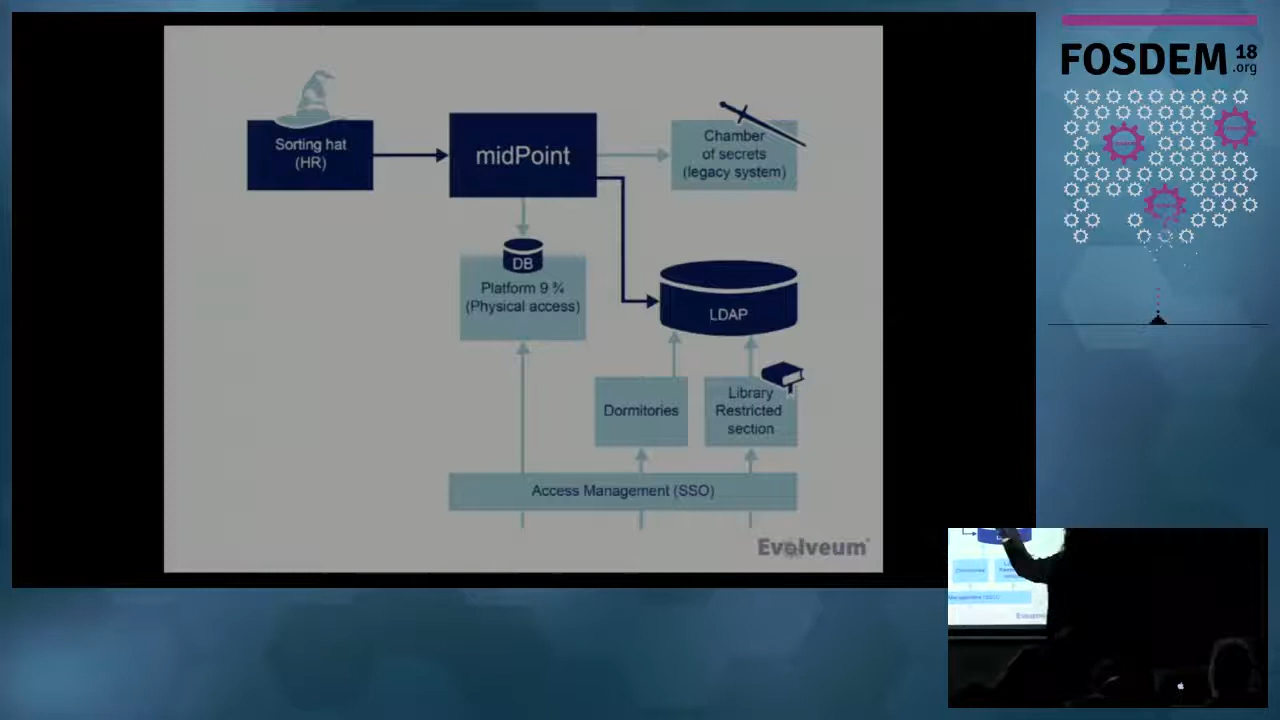 FOSDEM 18
.org
Sorting hat
(HR)
midPoint
Chamber
of secrets
(legacy system)
DB
Platform 9 ¾
(Physical access)
LDAP
Dormitories
Library
Restricted
section
Access Management (SSO)
Evolveum